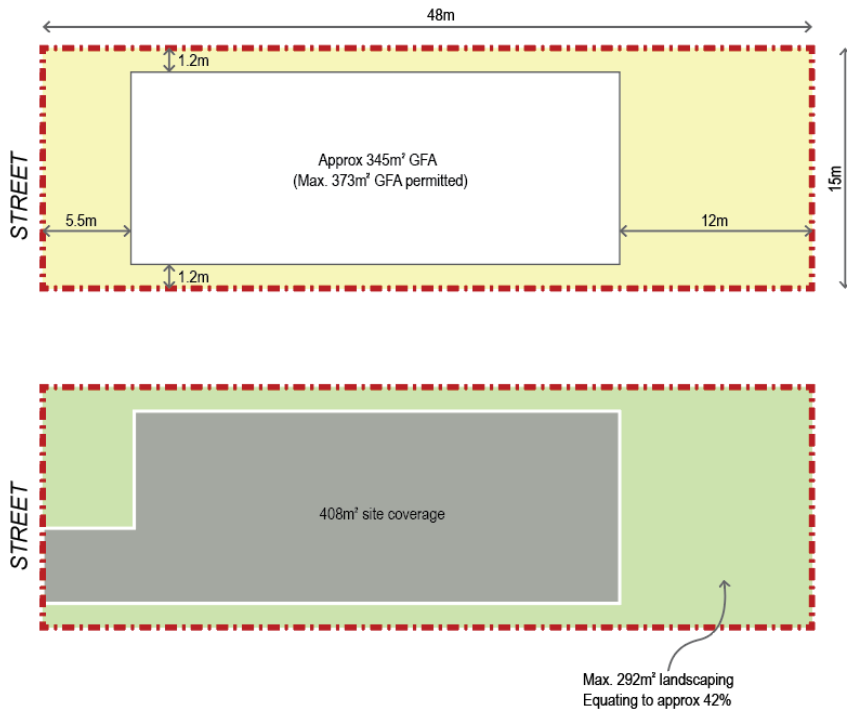 48m
1.2m
Approx 345m² GFA
(Max. 373m² GFA permitted)
STREET
5.5m
12m
15m
1.2m
STREET
408m² site coverage
Max. 292m² landscaping
Equating to approx 42%